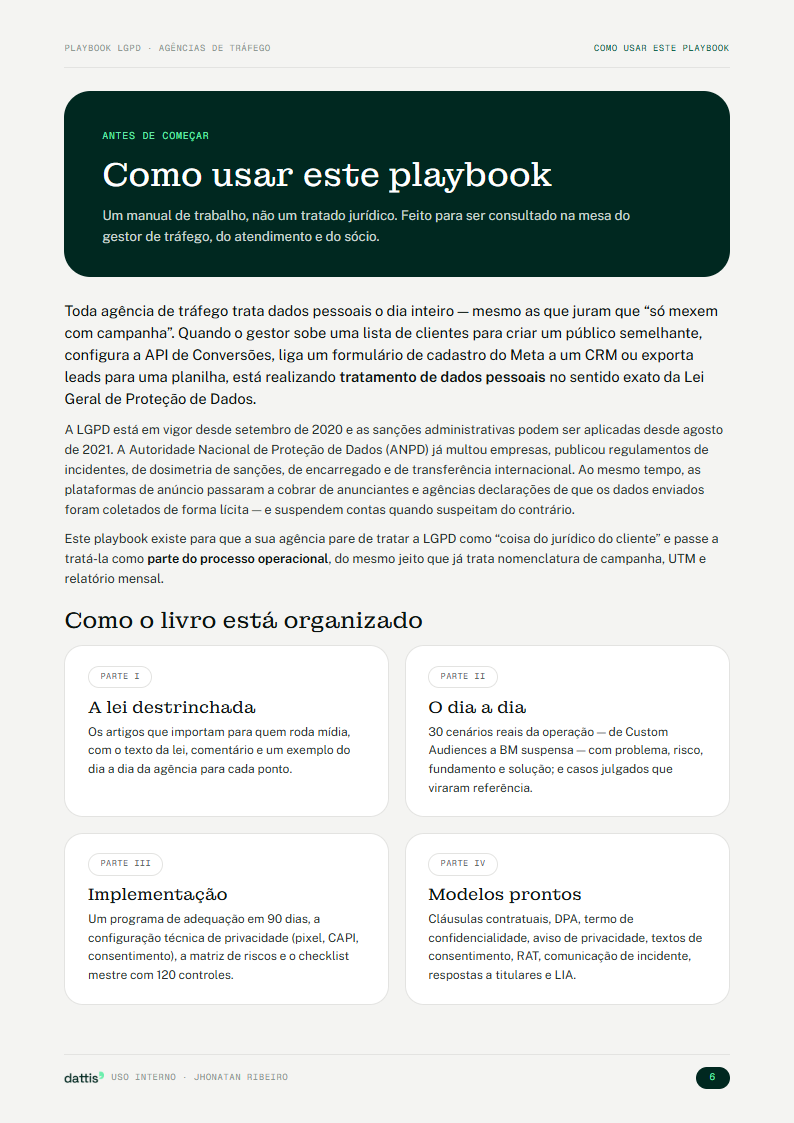 PLAYBOOK LGPD · AGÊNCIAS DE TRÁFEGO
COMO USAR ESTE PLAYBOOK
ANTES DE COMEÇAR
Como usar este playbook
Um manual de trabalho, não um tratado jurídico. Feito para ser consultado na mesa do
gestor de tráfego, do atendimento e do sócio.
Toda agência de tráfego trata dados pessoais o dia inteiro — mesmo as que juram que “só mexem
com campanha”. Quando o gestor sobe uma lista de clientes para criar um público semelhante,
configura a API de Conversões, liga um formulário de cadastro do Meta a um CRM ou exporta
leads para uma planilha, está realizando tratamento de dados pessoais no sentido exato da Lei
Geral de Proteção de Dados.
A LGPD está em vigor desde setembro de 2020 e as sanções administrativas podem ser aplicadas desde agosto
de 2021. A Autoridade Nacional de Proteção de Dados (ANPD) já multou empresas, publicou regulamentos de
incidentes, de dosimetria de sanções, de encarregado e de transferência internacional. Ao mesmo tempo, as
plataformas de anúncio passaram a cobrar de anunciantes e agências declarações de que os dados enviados
foram coletados de forma lícita — e suspendem contas quando suspeitam do contrário.
Este playbook existe para que a sua agência pare de tratar a LGPD como “coisa do jurídico do cliente” e passe a
tratá-la como parte do processo operacional, do mesmo jeito que já trata nomenclatura de campanha, UTM e
relatório mensal.
Como o livro está organizado
PARTE I
A lei destrinchada
Os artigos que importam para quem roda mídia,
com o texto da lei, comentário e um exemplo do
dia a dia da agência para cada ponto.
PARTE II
O dia a dia
30 cenários reais da operação — de Custom
Audiences a BM suspensa — com problema, risco,
fundamento e solução; e casos julgados que
viraram referência.
PARTE III
Implementação
Um programa de adequação em 90 dias, a
configuração técnica de privacidade (pixel, CAPI,
consentimento), a matriz de riscos e o checklist
mestre com 120 controles.
PARTE IV
Modelos prontos
Cláusulas contratuais, DPA, termo de
confidencialidade, aviso de privacidade, textos de
consentimento, RAT, comunicação de incidente,
respostas a titulares e LIA.
dattis USO INTERNO · JHONATAN RIBEIRO
6